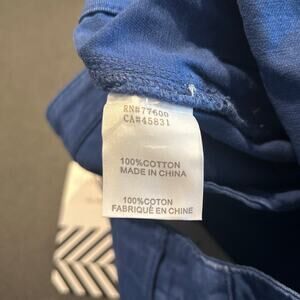 RN#77600
CA#45831
100%COTTON
MADE IN CHINA
100%COTON
FABRIQUÉ EN CHINE